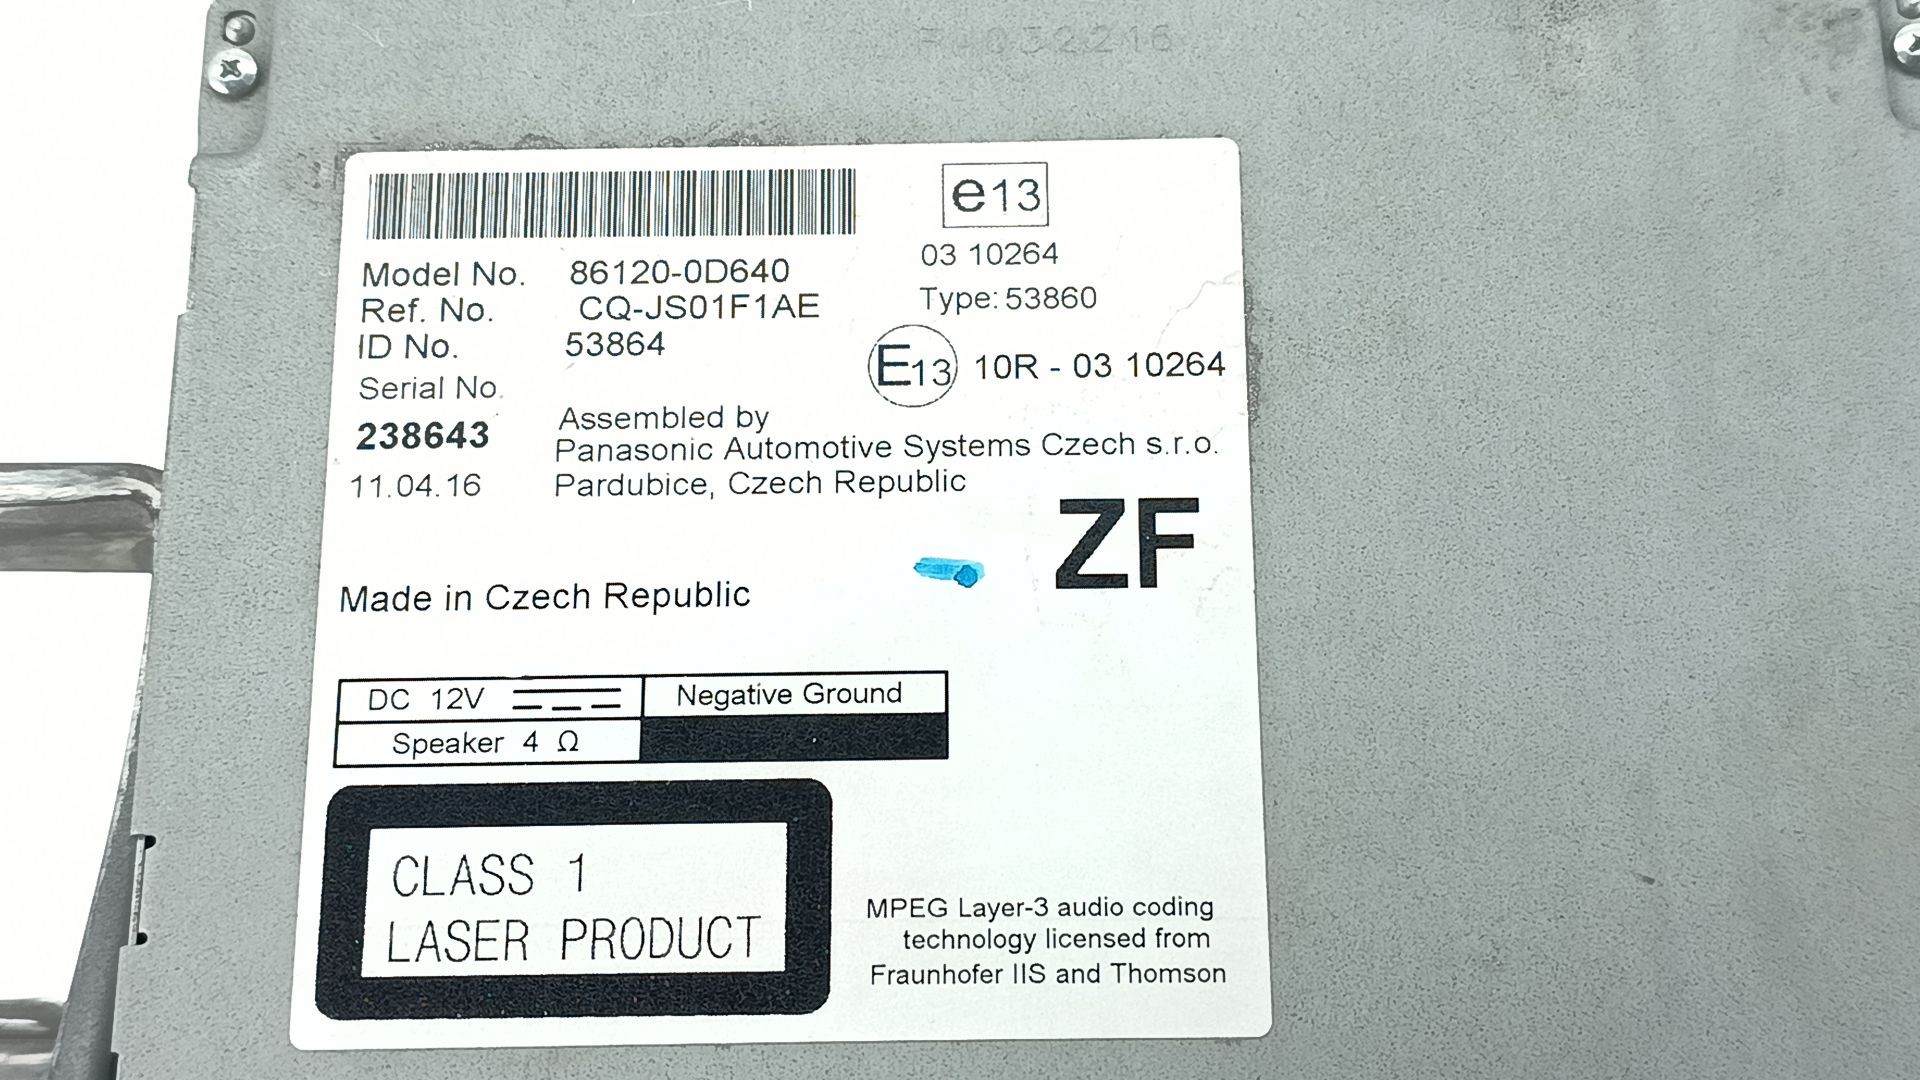 e13
03 10264
Type: 53860
Model No. 86120-0D640
Ref. No. CQ-JS01F1AE
ID No. 53864
E13 10R - 03 10264
Serial No.
238643
11.04.16
Assembled by
Panasonic Automotive Systems Czech s.r.o.
Pardubice, Czech Republic
ZF
Made in Czech Republic
DC 12V
Negative Ground
Speaker 4 Ω
CLASS 1
LASER PRODUCT
MPEG Layer-3 audio coding
technology licensed from
Fraunhofer IIS and Thomson